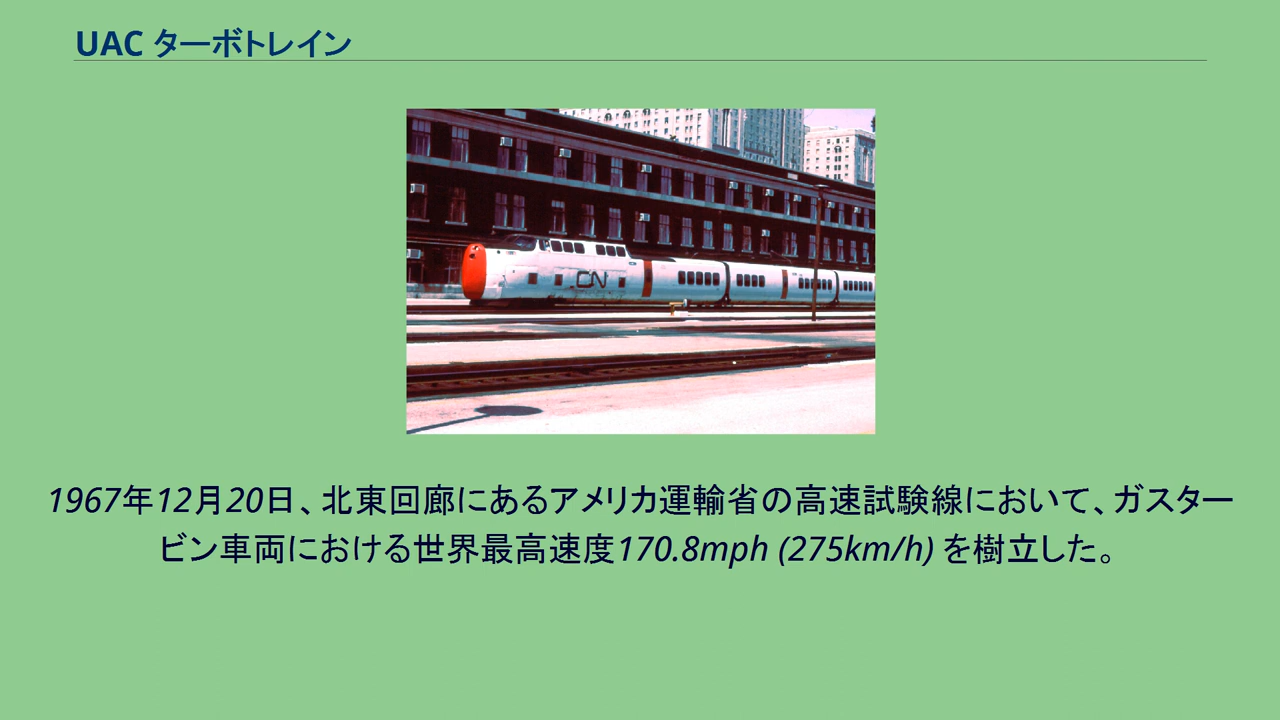 UAC ターボトレイン
CN
1967年12月20日、北東回廊にあるアメリカ運輸省の高速試験線において、ガスター
ビン車両における世界最高速度170.8mph (275km/h) を樹立した。